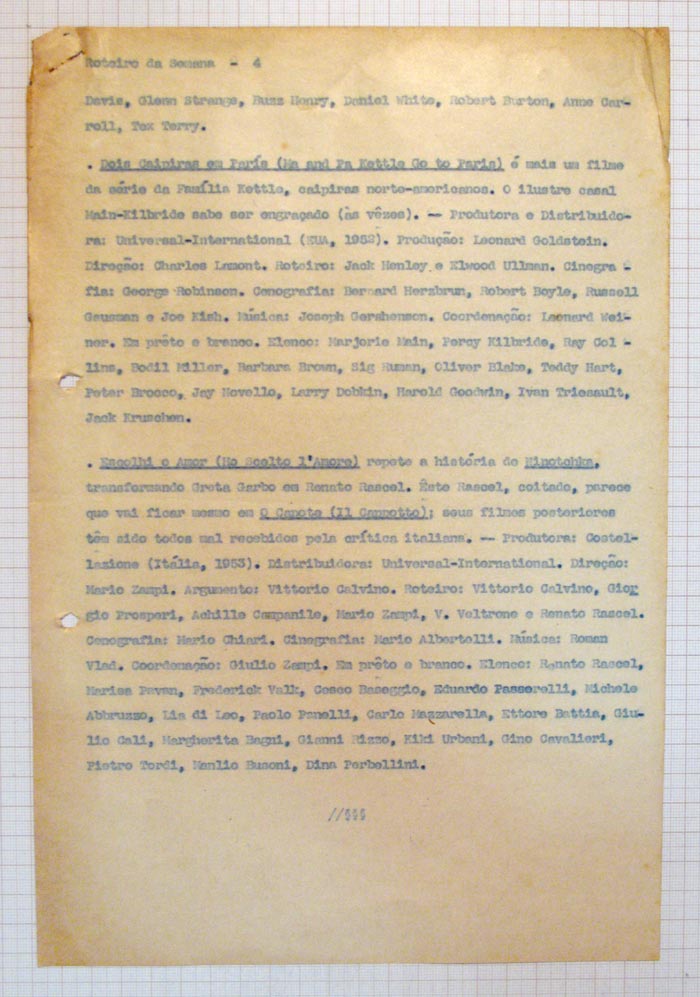 Roteiro da Semana - 4
Davis, Glenn Strange, Buzz Henry, Daniel White, Robert Burton, Anne Car-
roll, Tex Terry.
. Dois Caipiras em París (Ma and Pa Kettle Go to Paris) é mais um filme
da série da Família Kettle, caipiras norte-americanos. O ilustre casal
Main-Kilbride sabe ser engraçado (às vêzes). — Produtora e Distribuido-
ra: Universal-International (EUA, 1952). Produção: Leonard Goldstein.
Direção: Charles Lamont. Roteiro: Jack Henley e Elwood Ullman. Cinegra -
fia: George Robinson. Cenografia: Bernard Herzbrun, Robert Boyle, Russell
Gausman e Joe Kish. Música: Joseph Gershenson. Coordenação: Leonard Wei-
ner. Em prêto e branco. Elenco: Marjorie Main, Percy Kilbride, Ray Col -
lins, Bodil Miller, Barbara Brown, Sig Ruman, Oliver Blake, Teddy Hart,
Peter Brocco, Jay Novello, Larry Dobkin, Harold Goodwin, Ivan Triesault,
Jack Kruschen.
. Escolhi o Amor (Ho Scelto l'Amore) repete a história de Ninotchka,
transformando Greta Garbo em Renato Rascel. Êste Rascel, coitado, parece
que vai ficar mesmo em O Capote (Il Cappotto); seus filmes posteriores
têm sido todos mal recebidos pela crítica italiana. — Produtora: Costel-
lazione (Itália, 1953). Distribuidora: Universal-International. Direção:
Mario Zampi. Argumento: Vittorio Calvino. Roteiro: Vittorio Calvino, Gior
gio Prosperi, Achille Campanile, Mario Zampi, V. Veltrone e Renato Rascel.
Cenografia: Mario Chiari. Cinegrafia: Mario Albertelli. Música: Roman
Vlad. Coordenação: Giulio Zampi. Em prêto e branco. Elenco: Renato Rascel,
Marisa Pavan, Frederick Valk, Cesco Baseggio, Eduardo Passerelli, Michele
Abbruzzo, Lia di Leo, Paolo Panelli, Carlo Mazzarella, Ettore Battia, Giu-
lio Cali, Margherita Bagni, Gianni Rizzo, Kiki Urbani, Gino Cavalieri,
Pietro Tordi, Manlio Busoni, Dina Perbellini.
//§§§